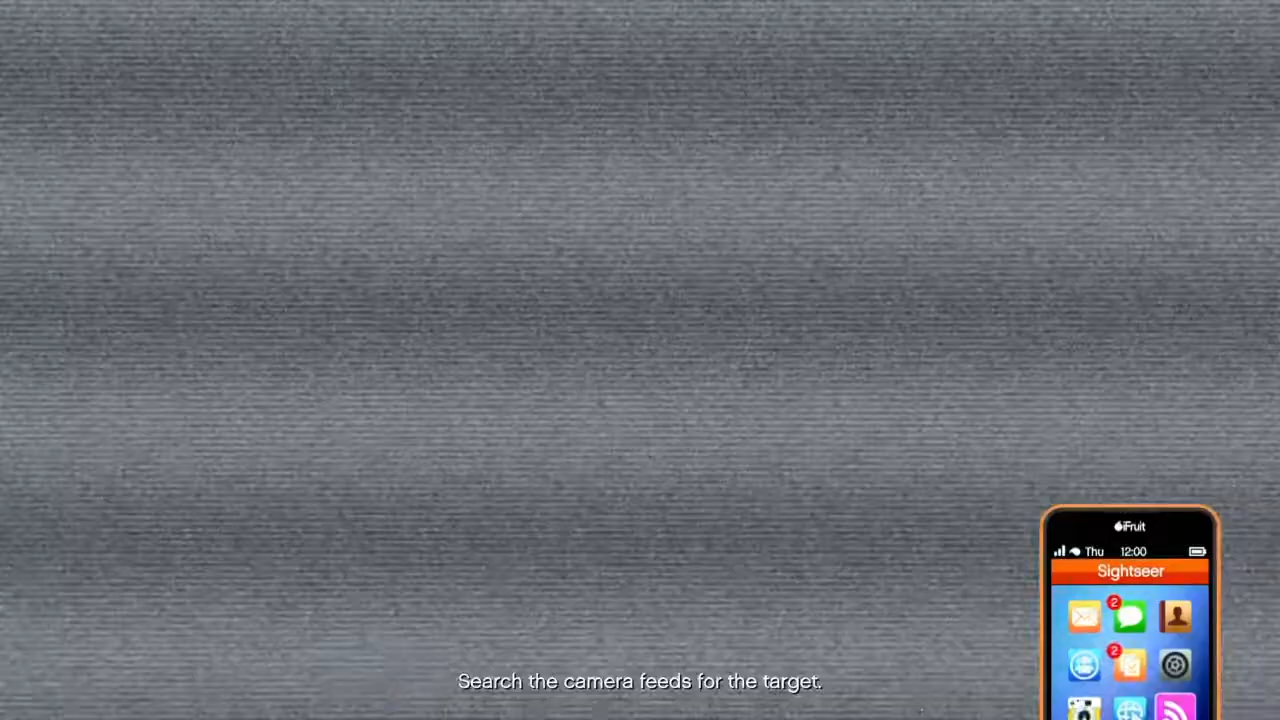 iFruit
Thu 12:00
Sightseer
2
2
Search the camera feeds for the target.